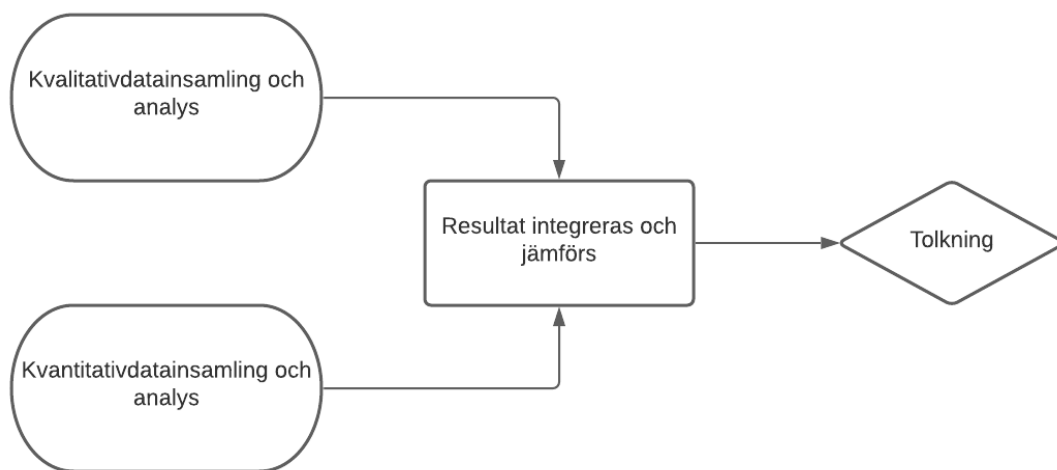 Kvalitativdatainsamling och
analys
Resultat integreras och
jämförs
Tolkning
Kvantitativdatainsamling och
analys